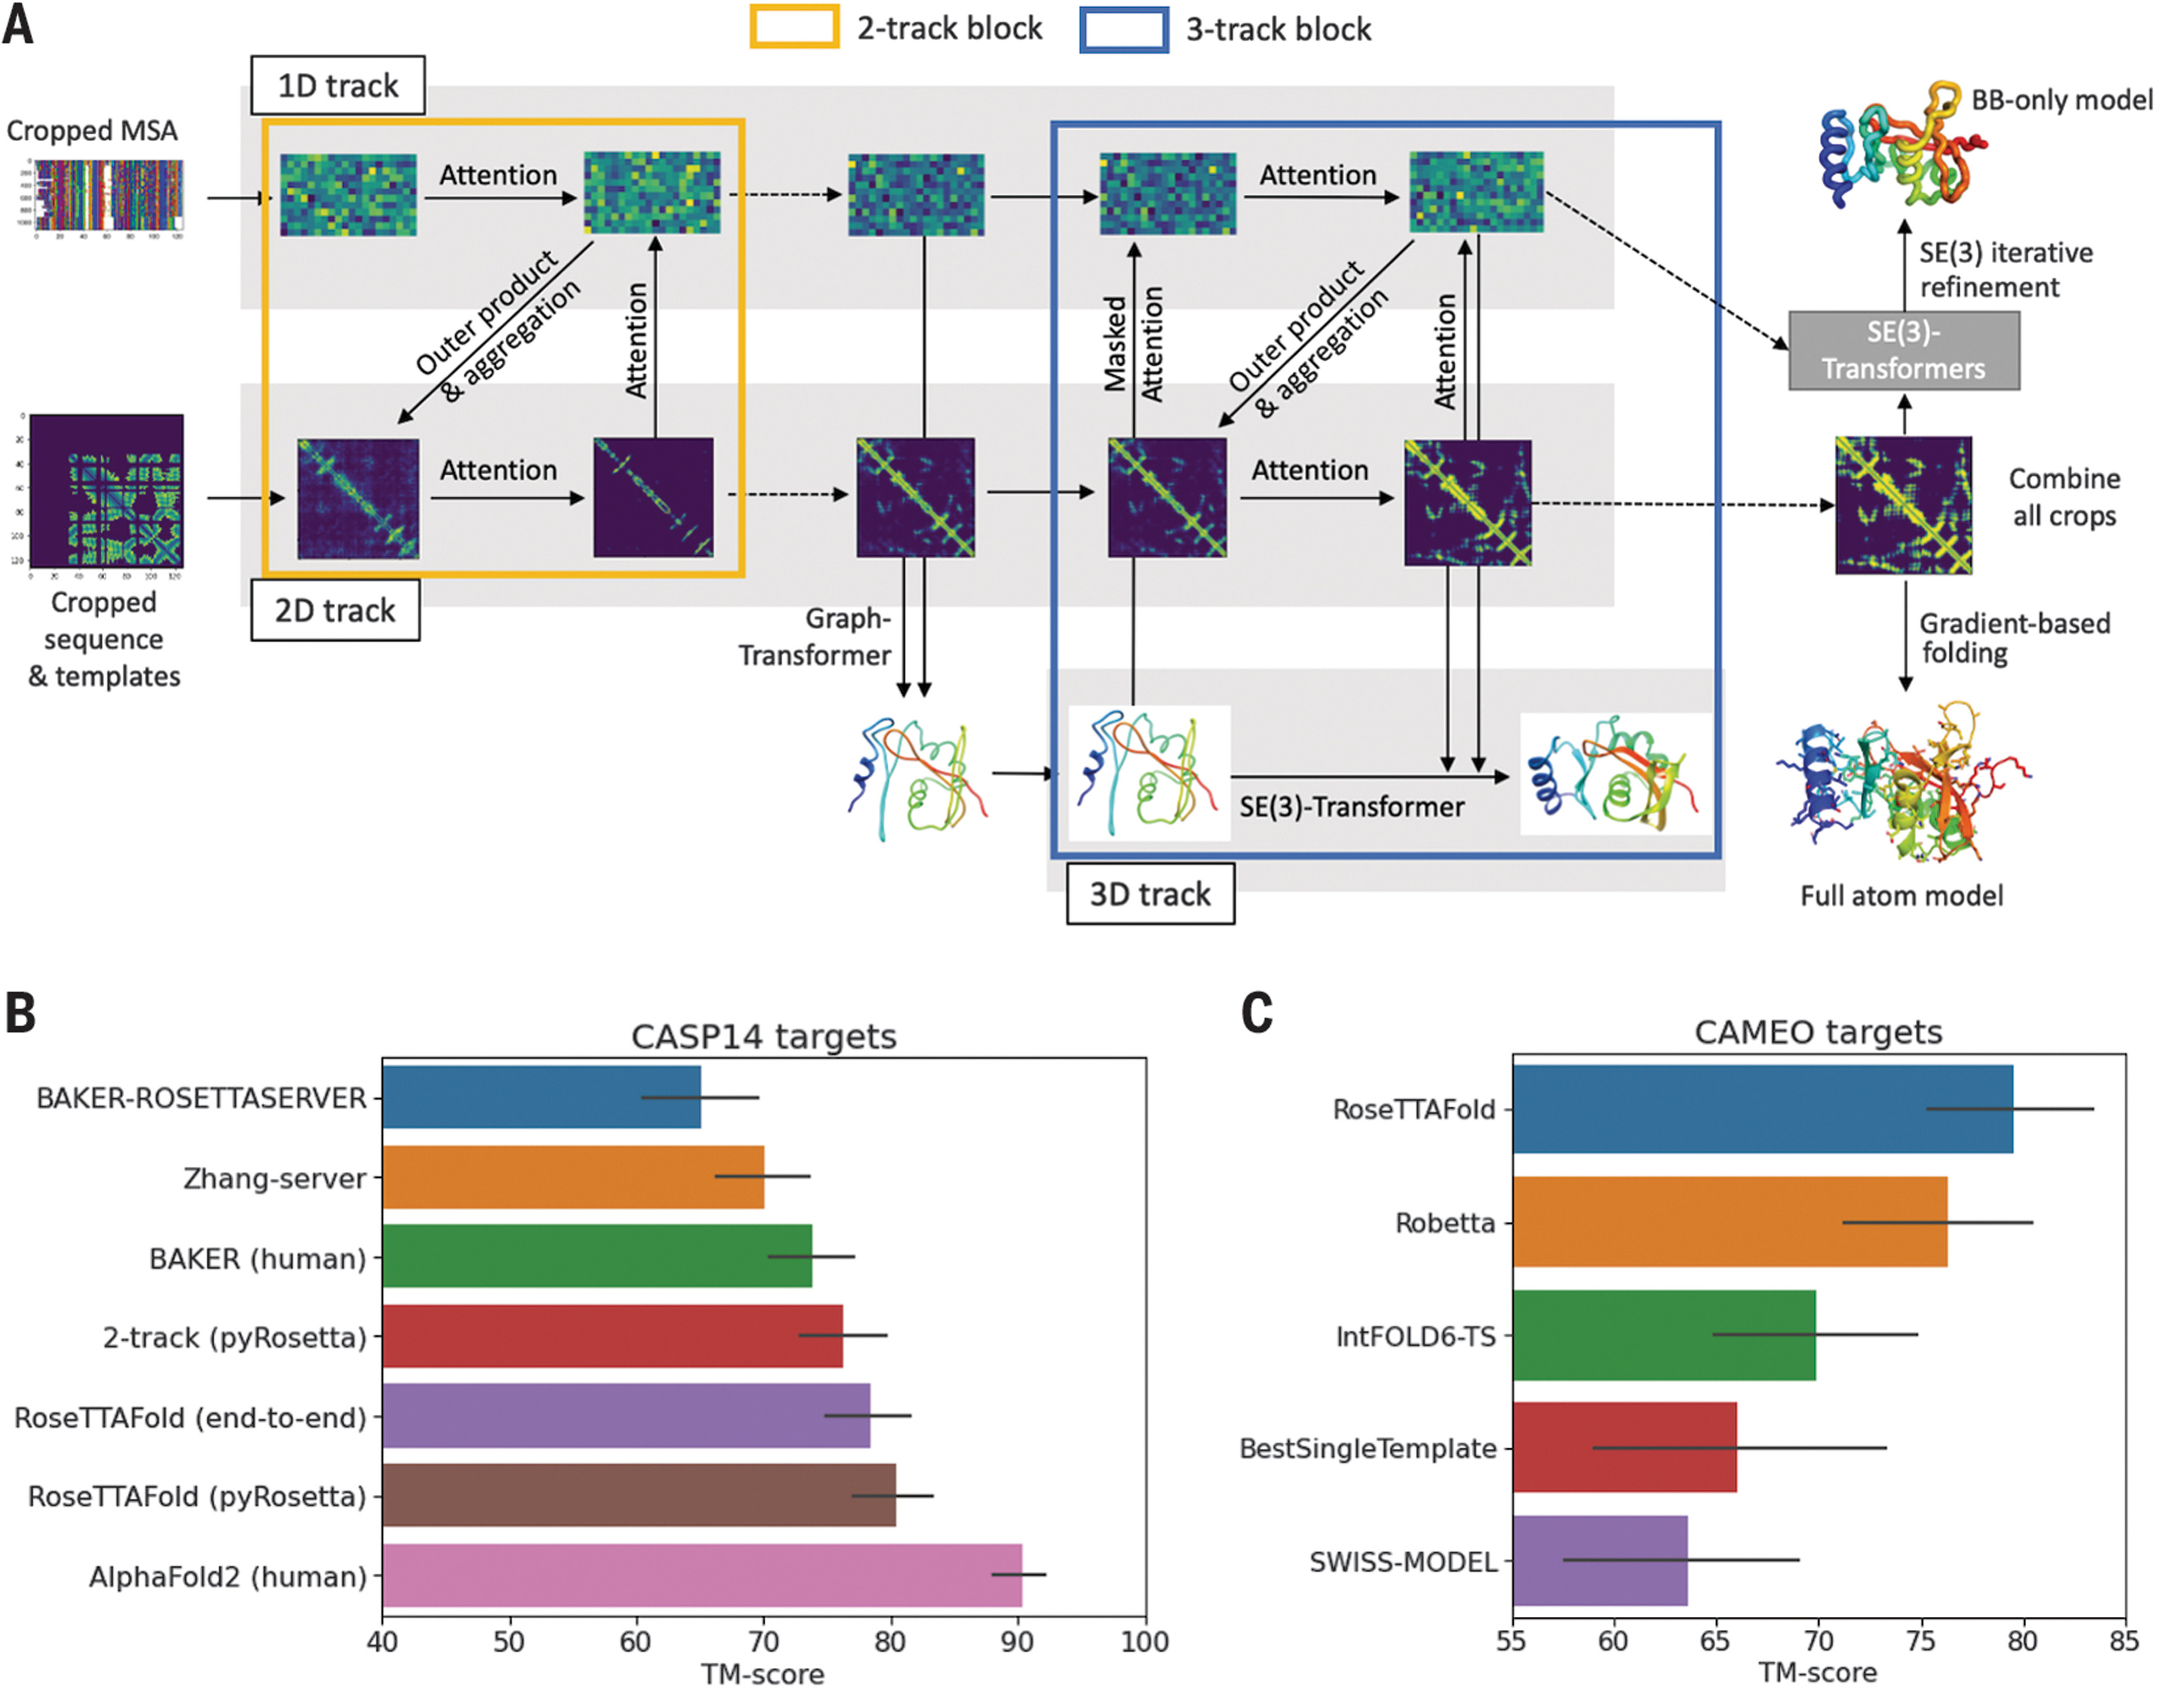 A
2-track block
3-track block
1D track
Cropped MSA
Attention
Attention
BB-only model
Outer product
& aggregation
Attention
Masked
Attention
Outer product
& aggregation
Attention
SE(3) iterative
refinement
SE(3)-
Transformers
Attention
Attention
Combine
all crops
Cropped
sequence
& templates
2D track
Graph-
Transformer
Gradient-based
folding
SE(3)-Transformer
3D track
Full atom model
B
CASP14 targets
BAKER-ROSETTASERVER
Zhang-server
BAKER (human)
2-track (pyRosetta)
RoseTTAFold (end-to-end)
RoseTTAFold (pyRosetta)
AlphaFold2 (human)
40 50 60 70 80 90 100
TM-score
C
CAMEO targets
RoseTTAFold
Robetta
IntFOLD6-TS
BestSingleTemplate
SWISS-MODEL
55 60 65 70 75 80 85
TM-score